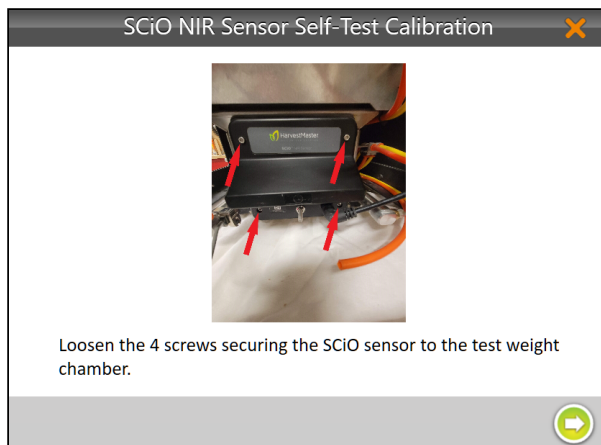 SCiO NIR Sensor Self-Test Calibration
HarvestMaster
Loosen the 4 screws securing the SCiO sensor to the test weight
chamber.